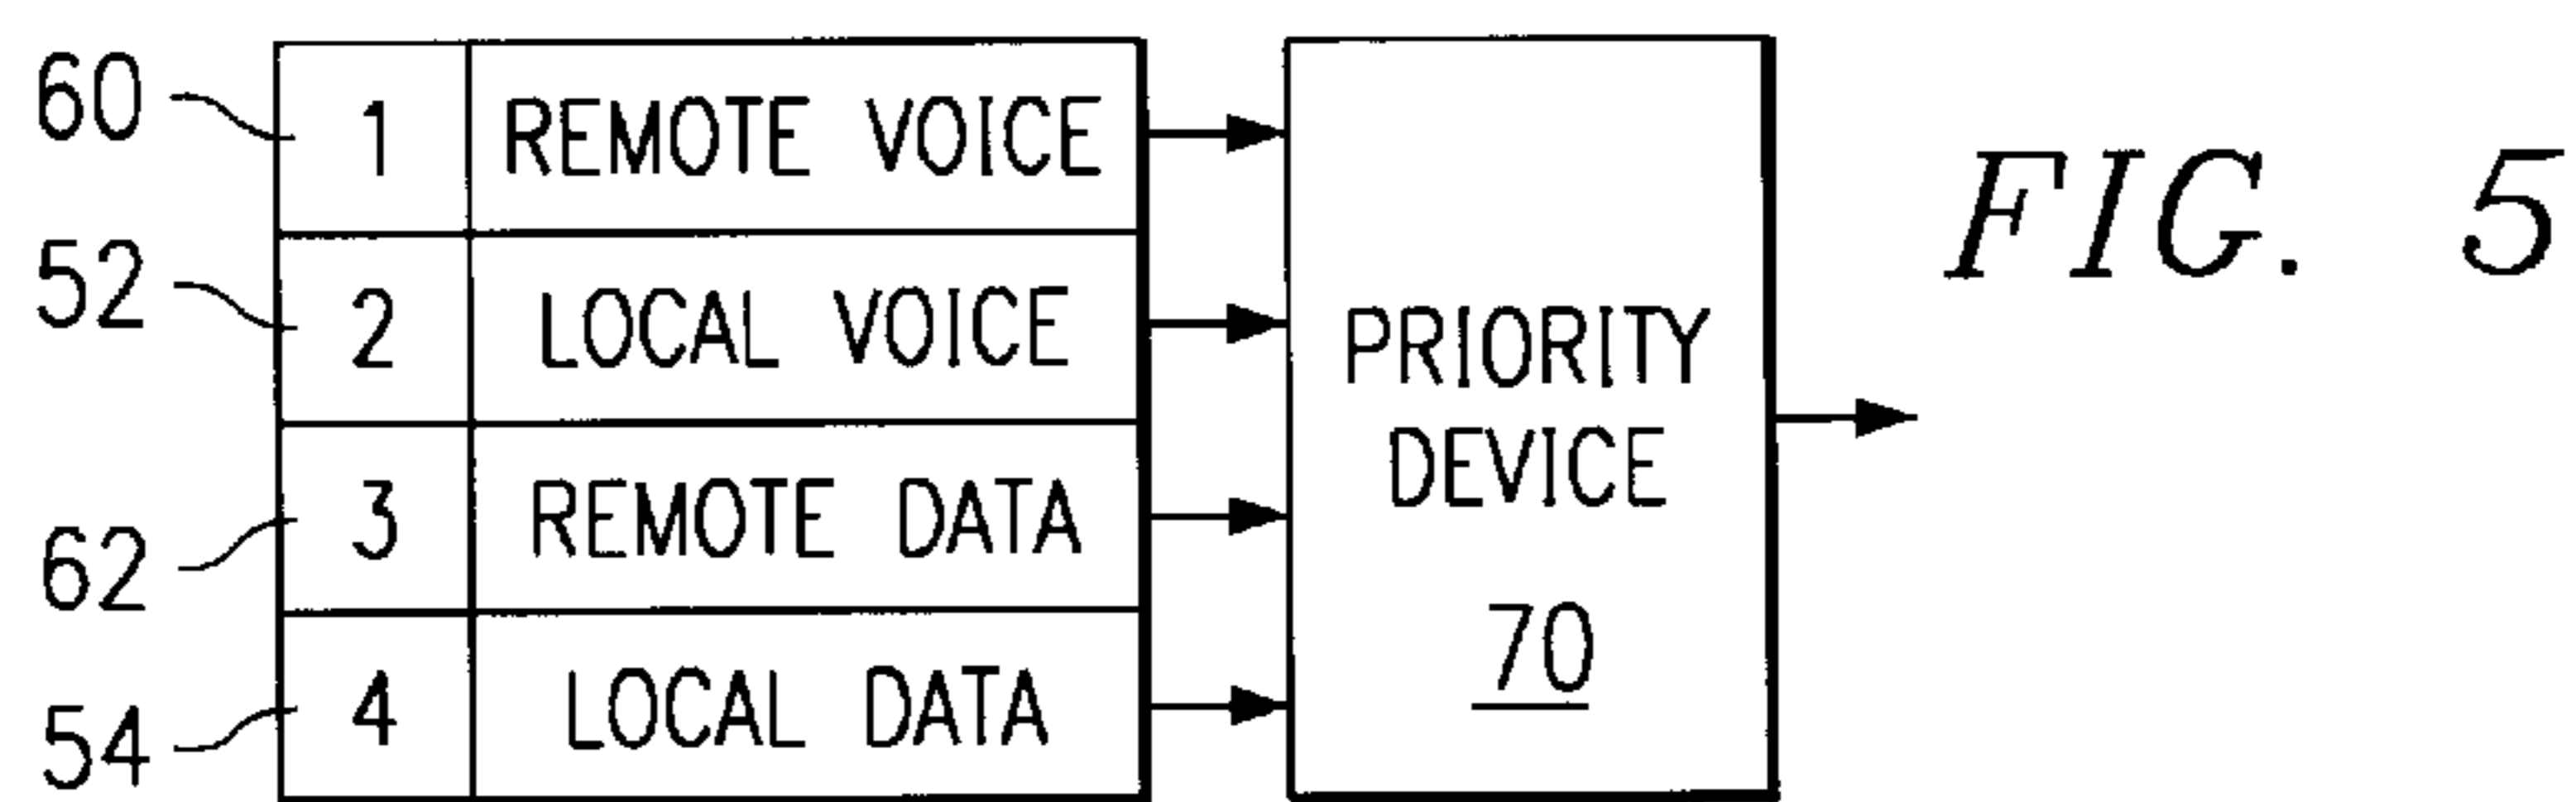 60 1 REMOTE VOICE
52 2 LOCAL VOICE
62 3 REMOTE DATA
54 4 LOCAL DATA
PRIORITY
DEVICE
70
FIG. 5